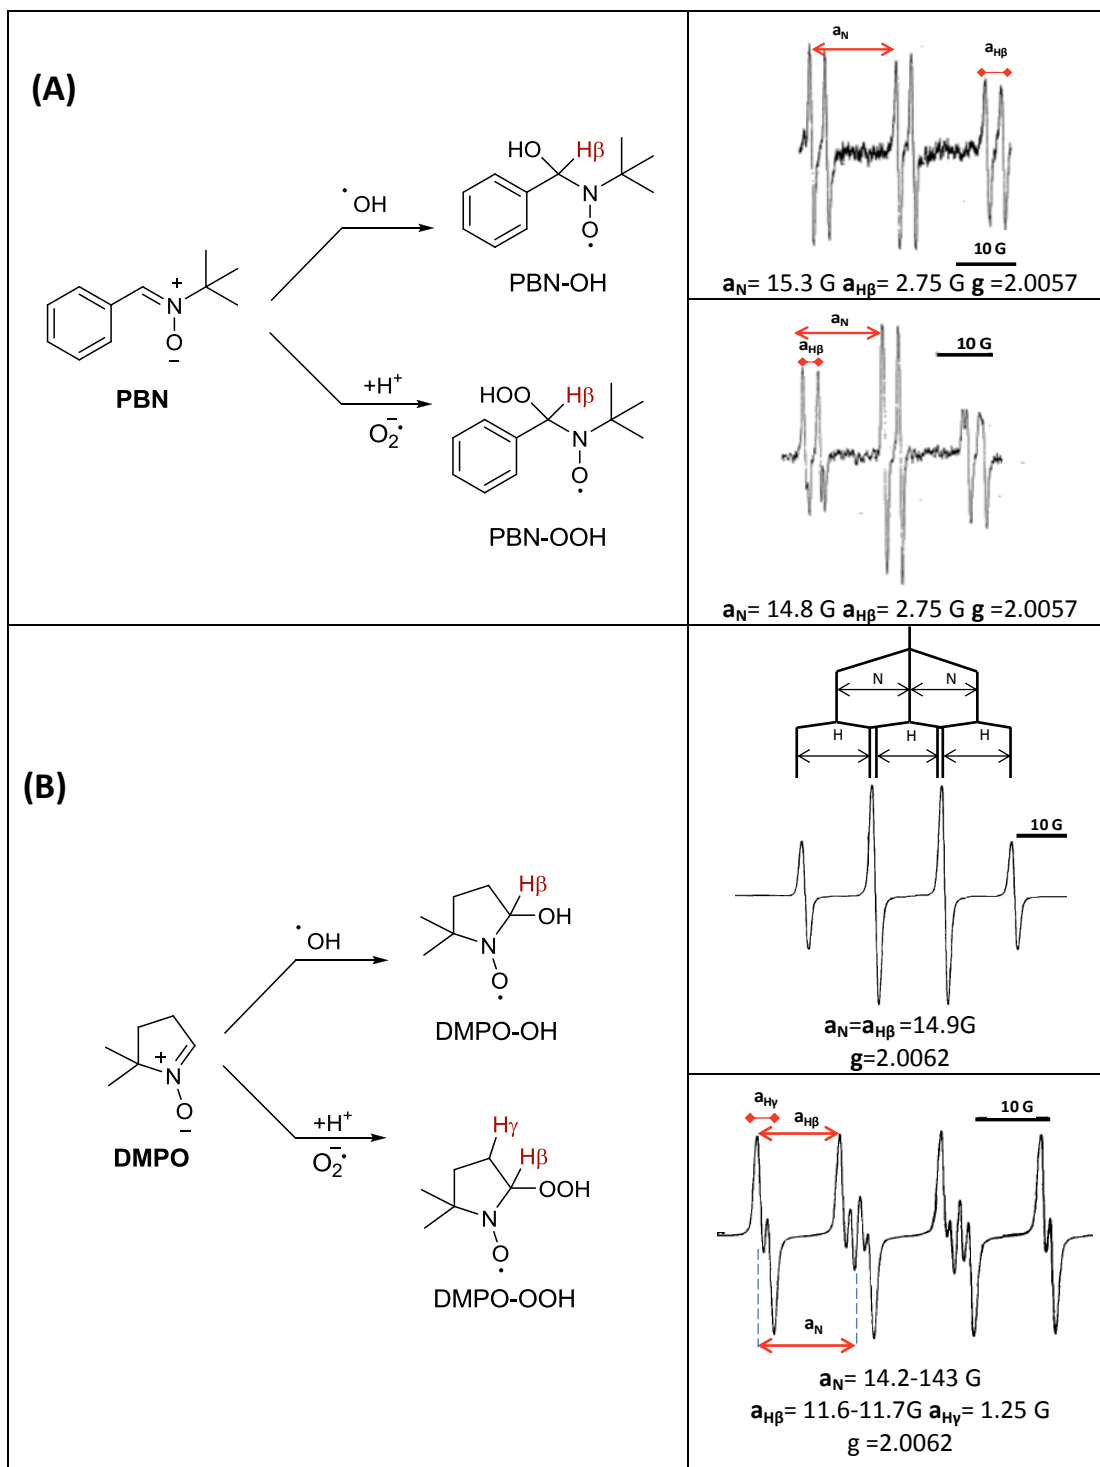 (A)
PBN
˙OH
HO Hβ
N
O·
PBN-OH
+H⁺
O₂⁻·
HOO Hβ
N
O·
PBN-OOH
N⁺
O⁻
aN
aHβ
10 G
aN= 15.3 G aHβ= 2.75 G g =2.0057
aN
aHβ
10 G
aN= 14.8 G aHβ= 2.75 G g =2.0057
(B)
DMPO
N⁺
O⁻
˙OH
Hβ
OH
N
O·
DMPO-OH
+H⁺
O₂⁻·
Hγ
Hβ
OOH
N
O·
DMPO-OOH
N N
H H H
10 G
aN=aHβ =14.9G
g=2.0062
aHγ
aHβ
10 G
aN
aN= 14.2-143 G
aHβ= 11.6-11.7G aHγ= 1.25 G
g =2.0062